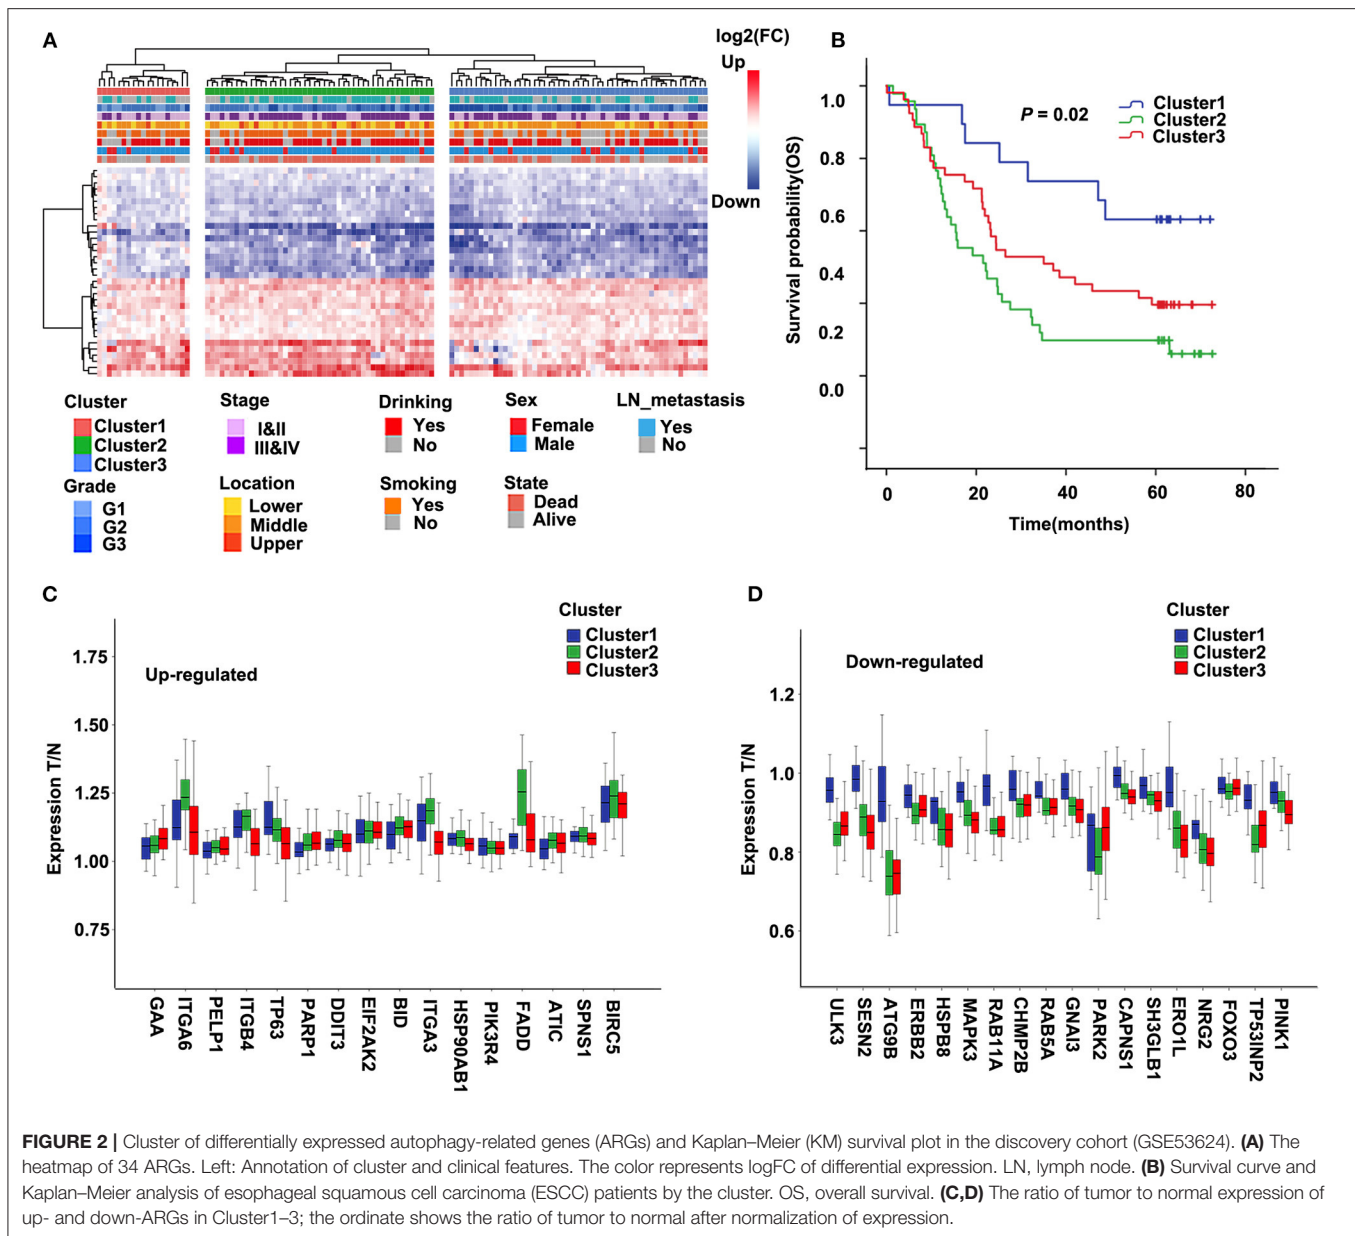 A
log2(FC)
Up
Down
Cluster
Cluster1
Cluster2
Cluster3
Stage
I&II
III&IV
Drinking
Yes
No
Sex
Female
Male
LN_metastasis
Yes
No
Grade
G1
G2
G3
Location
Lower
Middle
Upper
Smoking
Yes
No
State
Dead
Alive
B
Survival probability(OS)
1.0
0.8
0.6
0.4
0.2
0.0
P = 0.02
Cluster1
Cluster2
Cluster3
0 20 40 60 80
Time(months)
C
Cluster
Cluster1
Cluster2
Cluster3
Up-regulated
Expression T/N
1.75
1.50
1.25
1.00
0.75
GAA
ITGA6
PELP1
ITGB4
TP63
PARP1
DDIT3
EIF2AK2
BID
ITGA3
HSP90AB1
PIK3R4
FADD
ATIC
SPNS1
BIRC5
D
Cluster
Cluster1
Cluster2
Cluster3
Down-regulated
Expression T/N
1.2
1.0
0.8
0.6
ULK3
SESN2
ATG9B
ERBB2
HSPB8
MAPK3
RAB11A
CHMP2B
RAB5A
GNAI3
PARK2
CAPNS1
SH3GLB1
ERO1L
NRG2
FOXO3
TP53INP2
PINK1
FIGURE 2 | Cluster of differentially expressed autophagy-related genes (ARGs) and Kaplan–Meier (KM) survival plot in the discovery cohort (GSE53624). (A) The
heatmap of 34 ARGs. Left: Annotation of cluster and clinical features. The color represents logFC of differential expression. LN, lymph node. (B) Survival curve and
Kaplan–Meier analysis of esophageal squamous cell carcinoma (ESCC) patients by the cluster. OS, overall survival. (C,D) The ratio of tumor to normal expression of
up- and down-ARGs in Cluster1–3; the ordinate shows the ratio of tumor to normal after normalization of expression.